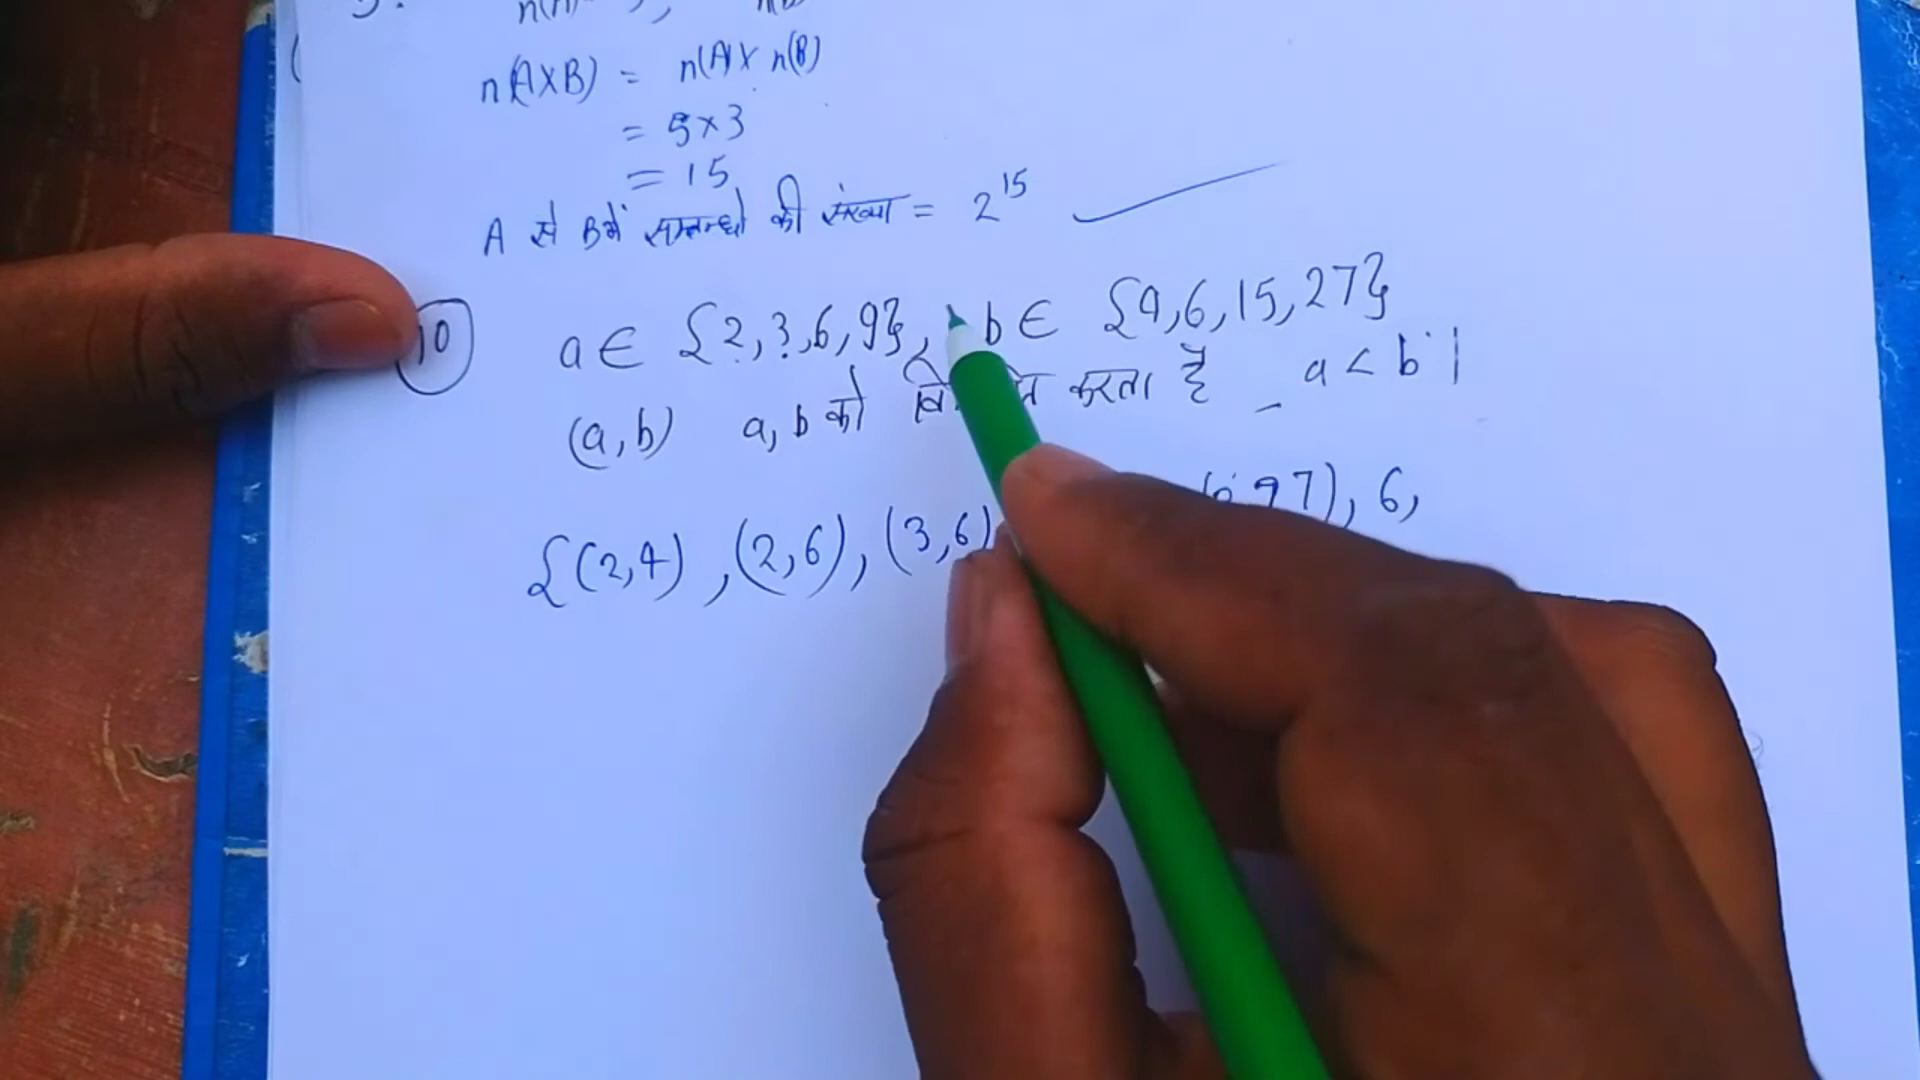 n(A×B) = n(A)× n(B)
= 5×3
= 15
A से B में सम्बन्धो की संख्या = 2^15
10 a ∈ {2,3,6,9}, b ∈ {4,6,15,27}
(a,b) a, b को करता है a < b |
{(2,4), (2,6), (3,6) 27), 6,